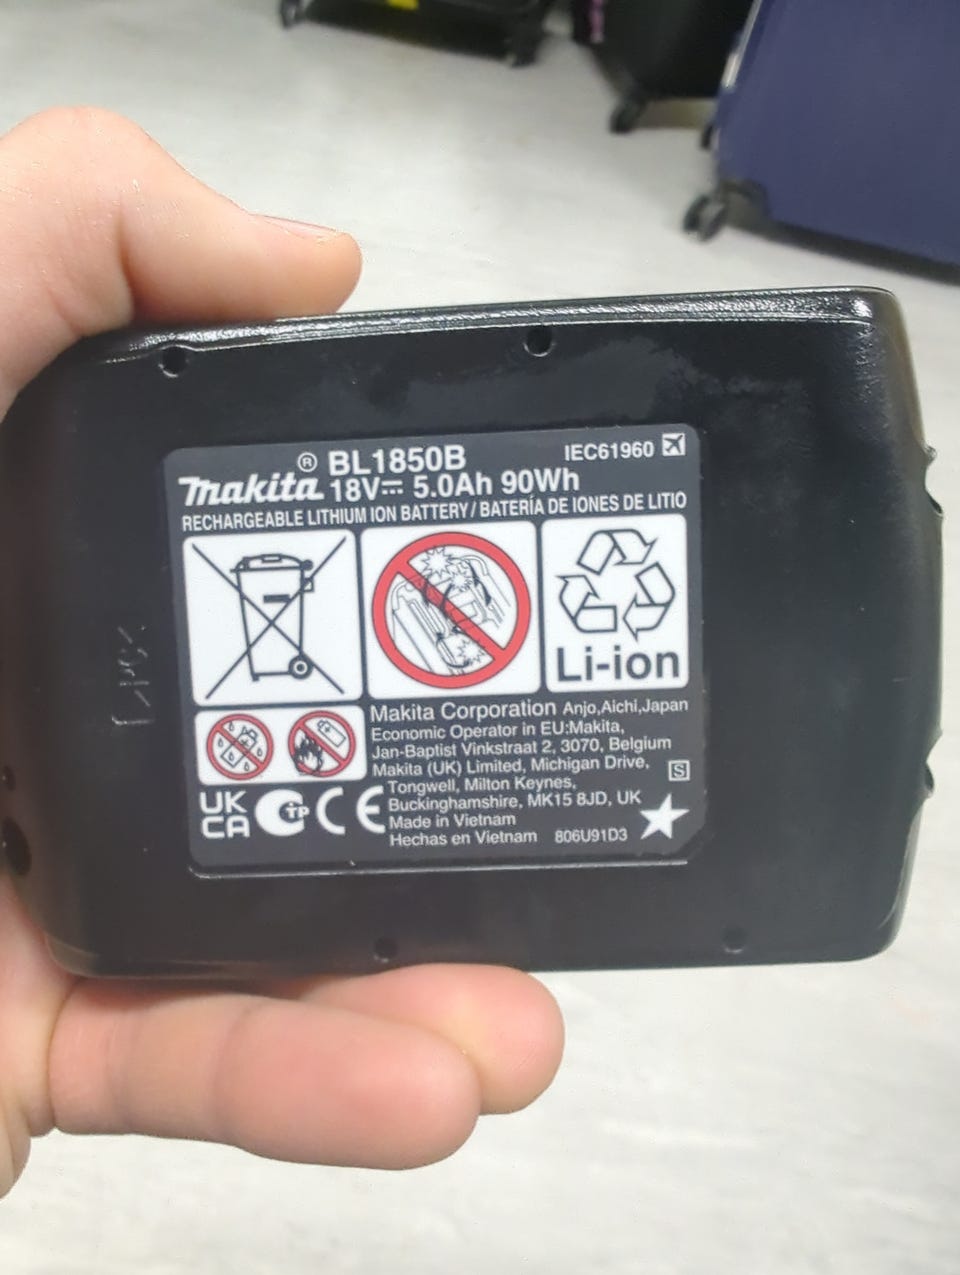 makita® BL1850B IEC61960
18V⎓ 5.0Ah 90Wh
RECHARGEABLE LITHIUM ION BATTERY / BATERÍA DE IONES DE LITIO
Li-ion
Makita Corporation Anjo,Aichi,Japan
Economic Operator in EU:Makita,
Jan-Baptist Vinkstraat 2, 3070, Belgium
Makita (UK) Limited, Michigan Drive,
Tongwell, Milton Keynes,
Buckinghamshire, MK15 8JD, UK
Made in Vietnam
Hechas en Vietnam 806U91D3
S
UK
CA
CTP
CE